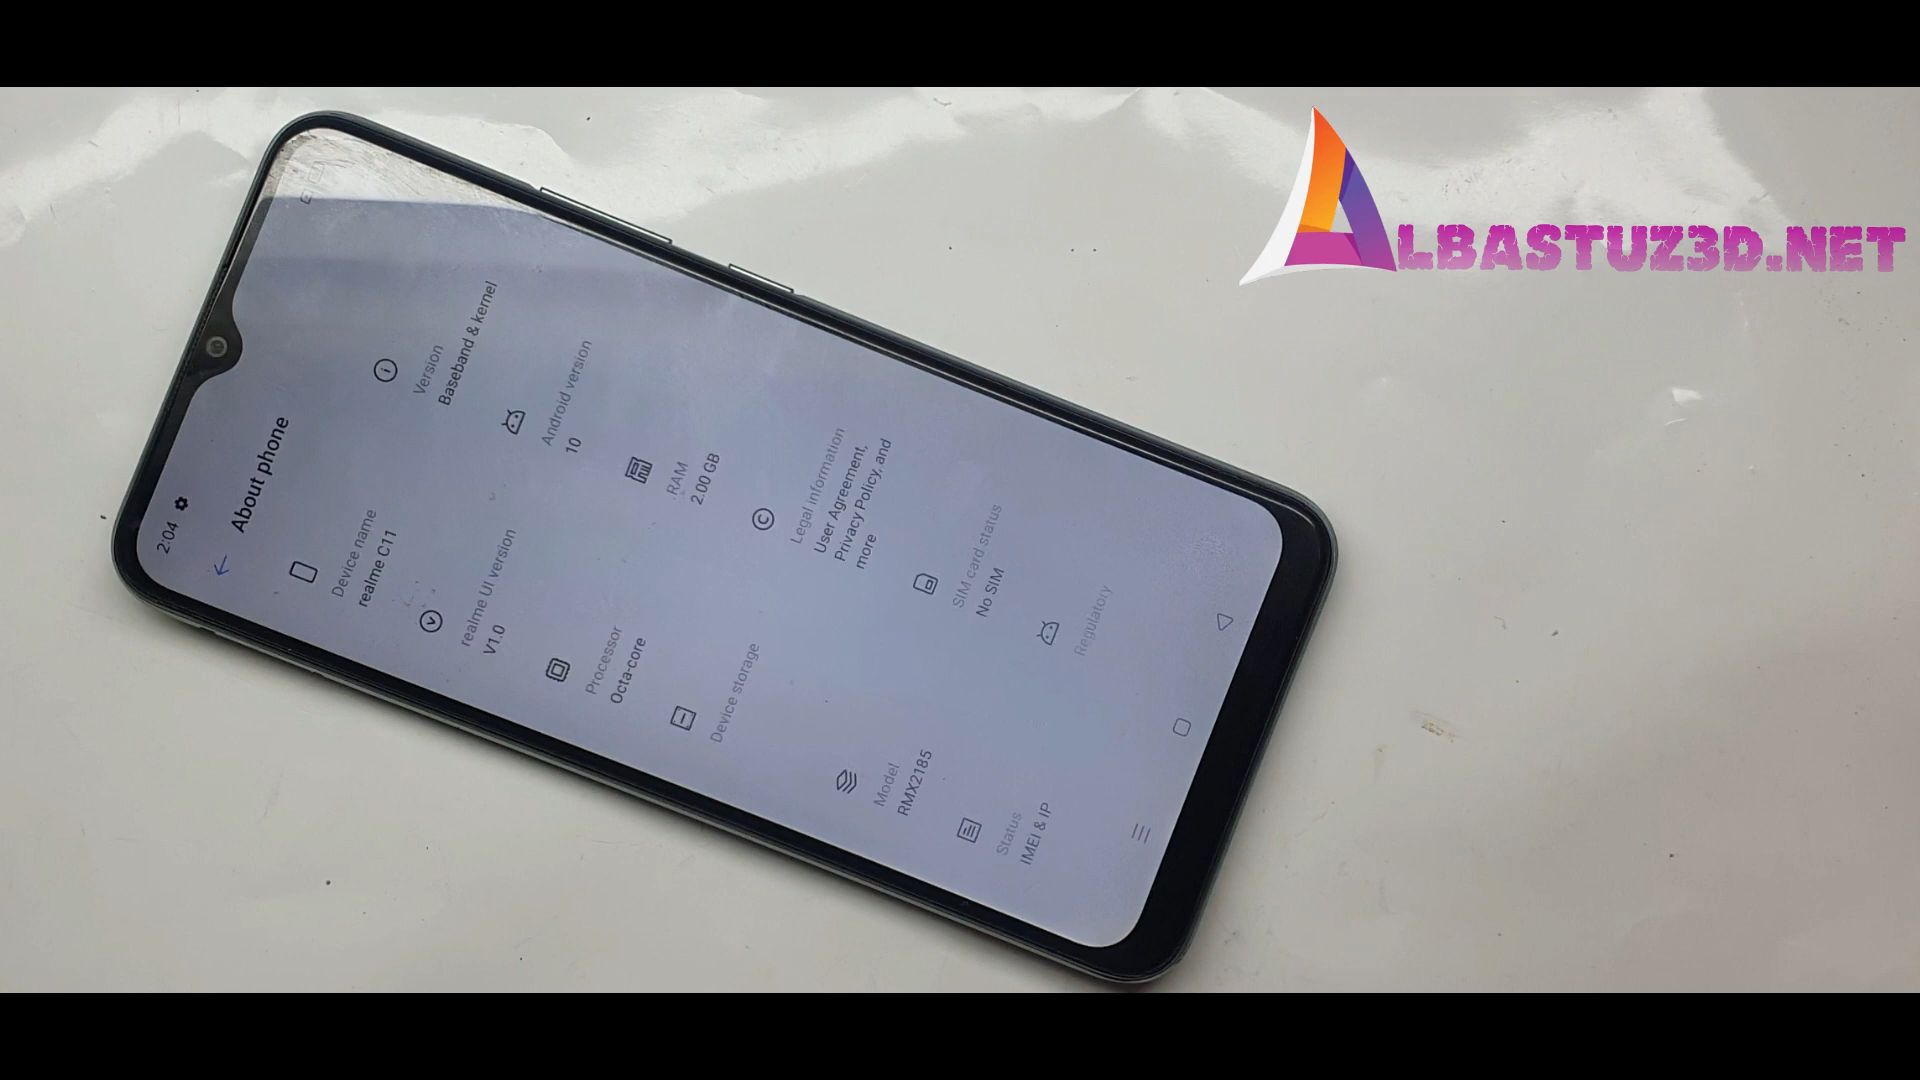 ALBASTUZ3D.NET
2:04
About phone
Device name
realme C11
Version
Baseband & kernel
realme UI version
V1.0
Android version
10
Processor
Octa-core
RAM
2.00 GB
Device storage
Legal information
User Agreement,
Privacy Policy, and
more
Model
RMX2185
SIM card status
No SIM
Status
IMEI & IP
Regulatory